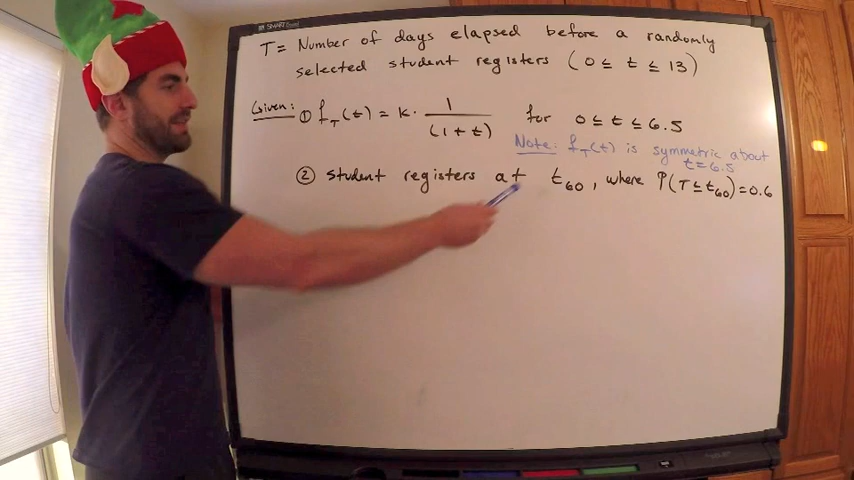 SMART
T = Number of days elapsed before a randomly
selected student registers (0 ≤ t ≤ 13)
Given: ① f_T(t) = k · 1/(1+t) for 0 ≤ t ≤ 6.5
Note: f_T(t) is symmetric about
t = 6.5
② student registers at t_60, where P(T ≤ t_60) = 0.6